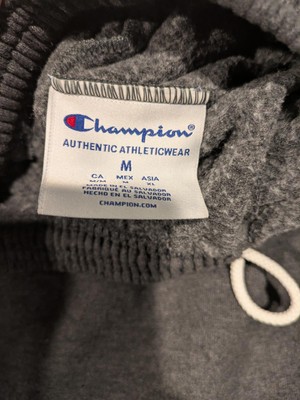 Champion®
AUTHENTIC ATHLETICWEAR
M
CA MEX ASIA
M/M M XL
MADE IN EL SALVADOR
FABRIQUÉ AU SALVADOR
HECHO EN EL SALVADOR
CHAMPION.COM